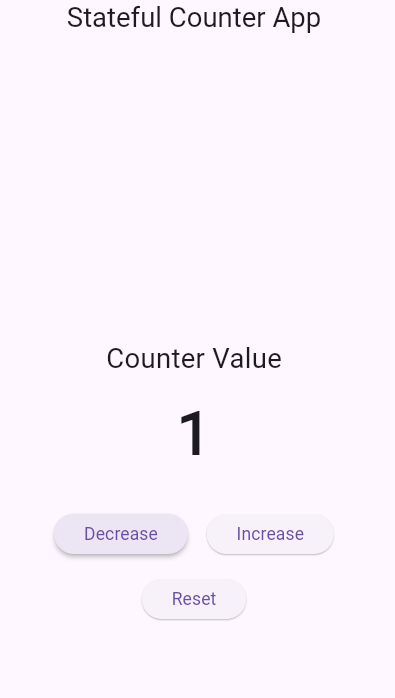 Stateful Counter App
Counter Value
1
Decrease Increase
Reset